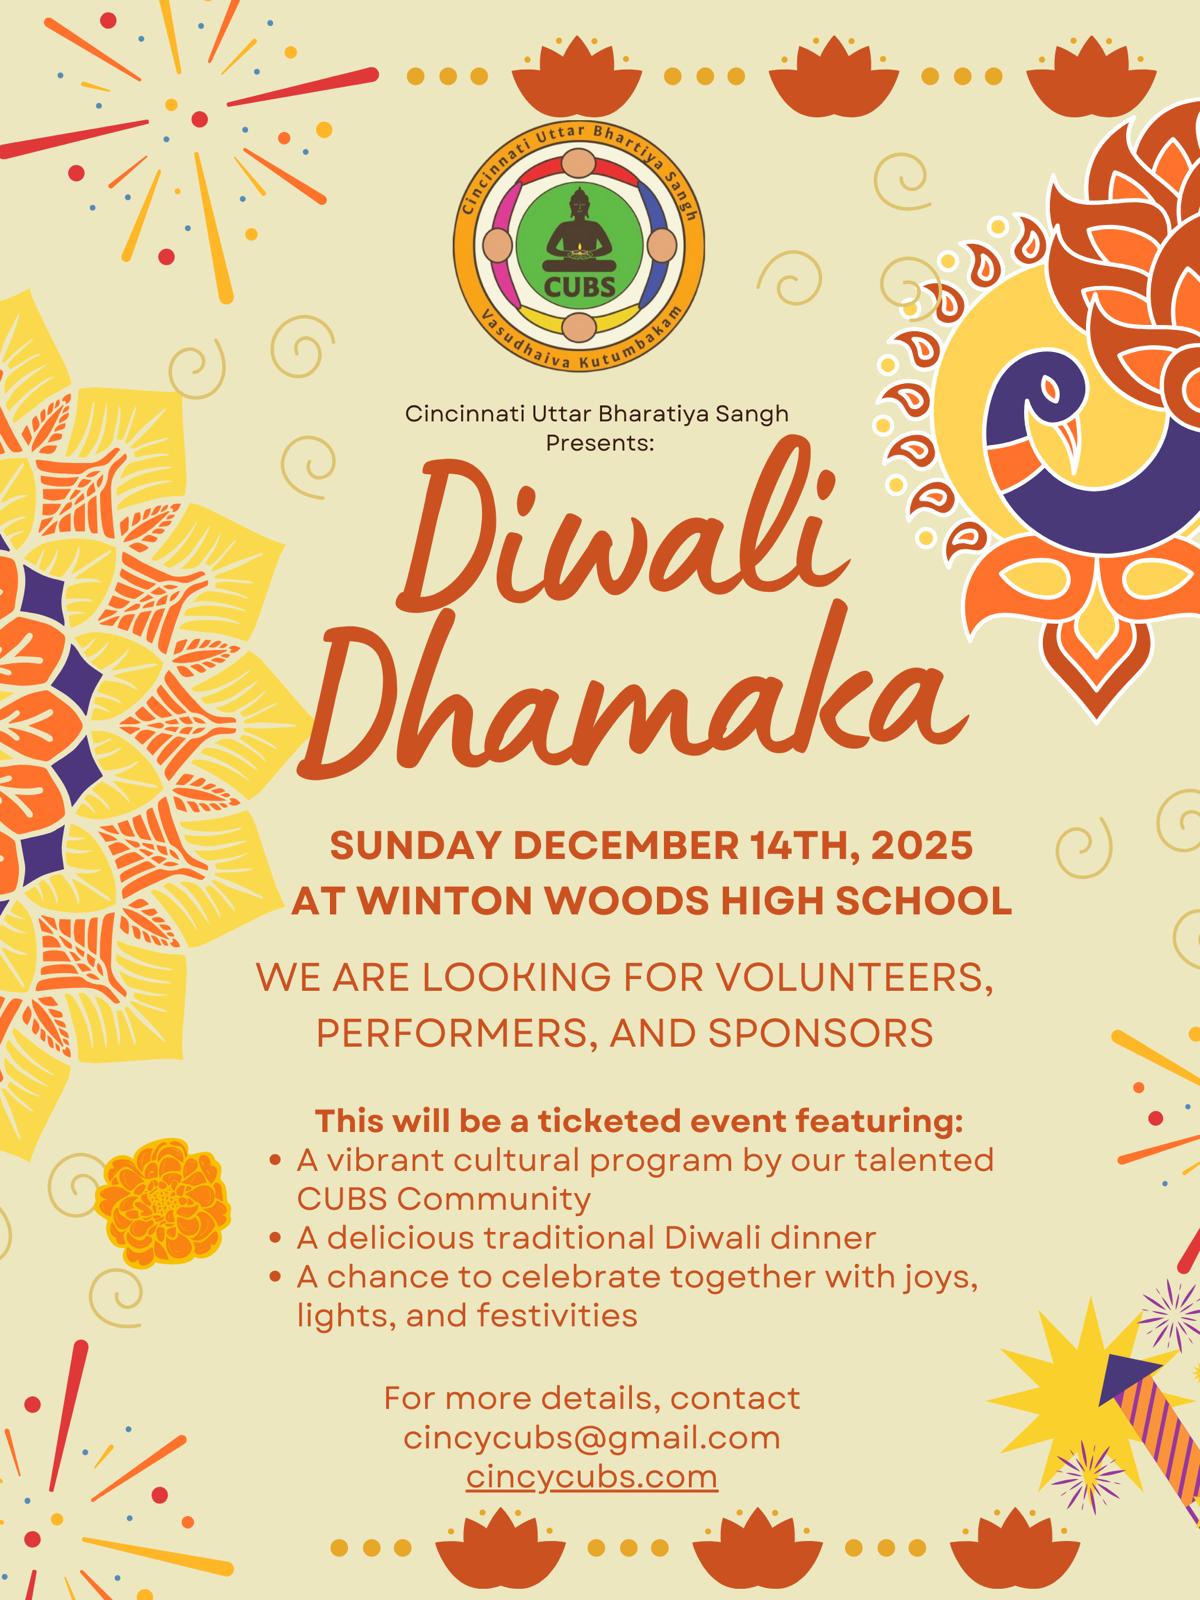 Cincinnati Uttar Bhartiya Sangh
CUBS
Vasudhaiva Kutumbakam
Cincinnati Uttar Bharatiya Sangh
Presents:
Diwali
Dhamaka
SUNDAY DECEMBER 14TH, 2025
AT WINTON WOODS HIGH SCHOOL
WE ARE LOOKING FOR VOLUNTEERS,
PERFORMERS, AND SPONSORS
This will be a ticketed event featuring:
• A vibrant cultural program by our talented
CUBS Community
• A delicious traditional Diwali dinner
• A chance to celebrate together with joys,
lights, and festivities
For more details, contact
cincycubs@gmail.com
cincycubs.com